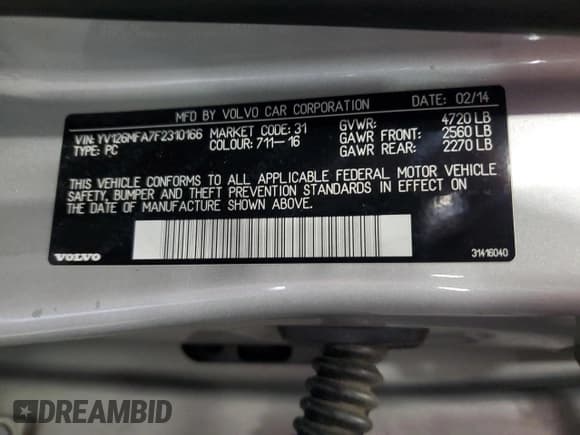 MFD BY VOLVO CAR CORPORATION DATE: 02/14
VIN: YV126MFA7F2310166 MARKET CODE: 31 GVWR: 4720 LB
TYPE: PC COLOUR: 711-16 GAWR FRONT: 2560 LB
GAWR REAR: 2270 LB
THIS VEHICLE CONFORMS TO ALL APPLICABLE FEDERAL MOTOR VEHICLE
SAFETY, BUMPER AND THEFT PREVENTION STANDARDS IN EFFECT ON
THE DATE OF MANUFACTURE SHOWN ABOVE.
VOLVO 31416040
DREAMBID